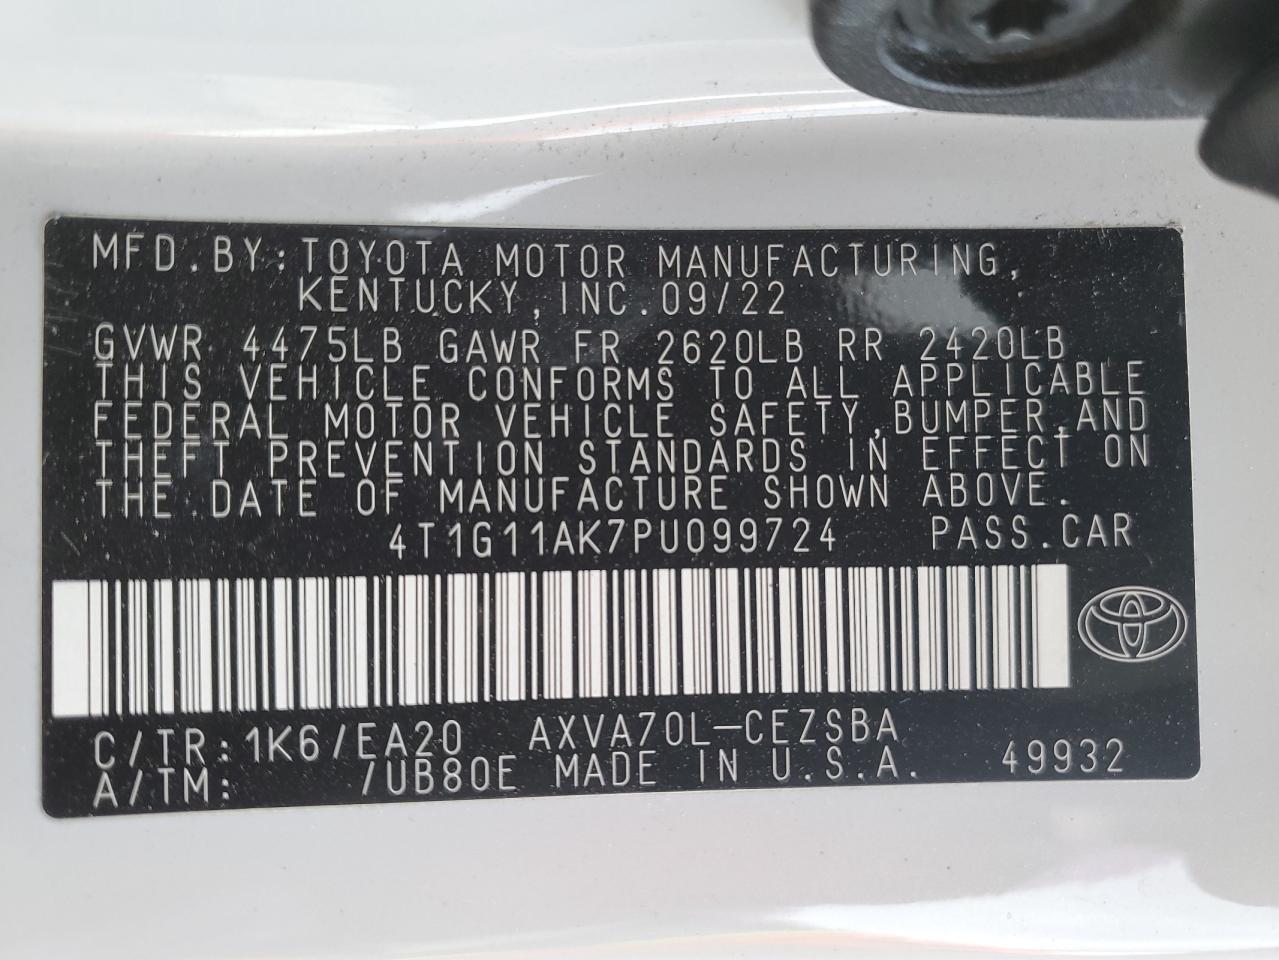 MFD.BY:TOYOTA MOTOR MANUFACTURING,
KENTUCKY,INC.09/22
GVWR 4475LB GAWR FR 2620LB RR 2420LB
THIS VEHICLE CONFORMS TO ALL APPLICABLE
FEDERAL MOTOR VEHICLE SAFETY,BUMPER,AND
THEFT PREVENTION STANDARDS IN EFFECT ON
THE DATE OF MANUFACTURE SHOWN ABOVE.
4T1G11AK7PU099724 PASS.CAR
C/TR:1K6/EA20 AXVA70L-CEZSBA
A/TM: /UB80E MADE IN U.S.A. 49932